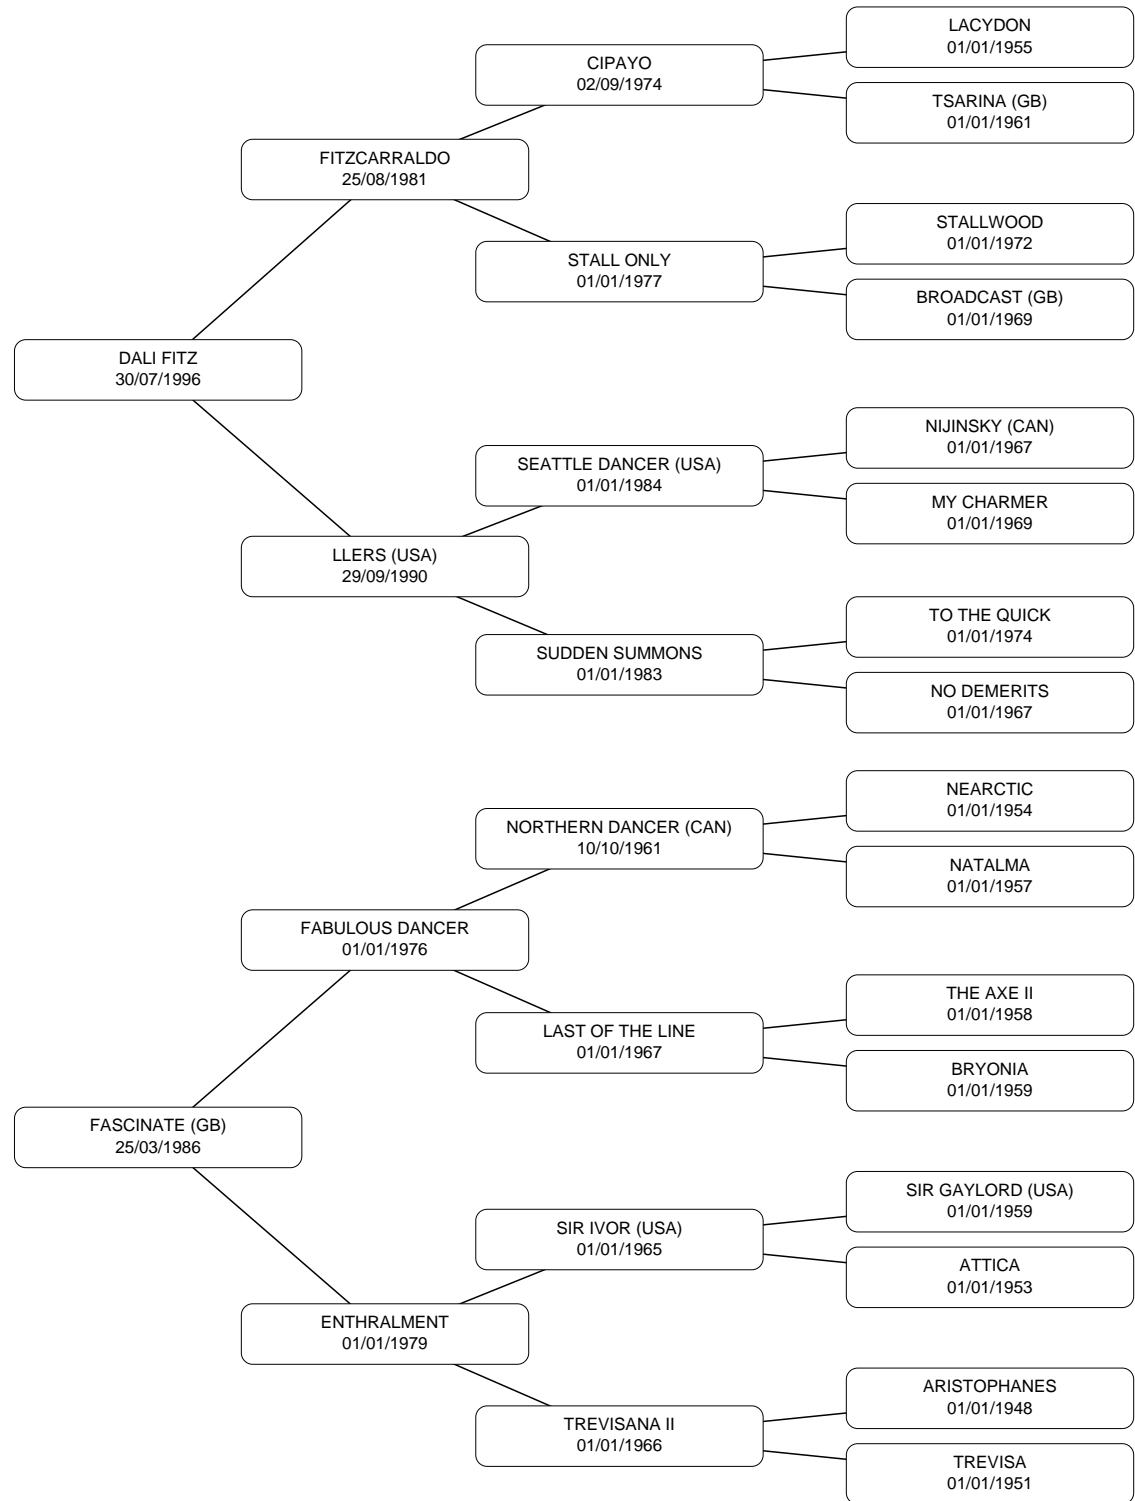 LACYDON
01/01/1955
CIPAYO
02/09/1974
TSARINA (GB)
01/01/1961
FITZCARRALDO
25/08/1981
STALLWOOD
01/01/1972
STALL ONLY
01/01/1977
BROADCAST (GB)
01/01/1969
DALI FITZ
30/07/1996
NIJINSKY (CAN)
01/01/1967
SEATTLE DANCER (USA)
01/01/1984
MY CHARMER
01/01/1969
LLERS (USA)
29/09/1990
TO THE QUICK
01/01/1974
SUDDEN SUMMONS
01/01/1983
NO DEMERITS
01/01/1967
NEARCTIC
01/01/1954
NORTHERN DANCER (CAN)
10/10/1961
NATALMA
01/01/1957
FABULOUS DANCER
01/01/1976
THE AXE II
01/01/1958
LAST OF THE LINE
01/01/1967
BRYONIA
01/01/1959
FASCINATE (GB)
25/03/1986
SIR GAYLORD (USA)
01/01/1959
SIR IVOR (USA)
01/01/1965
ATTICA
01/01/1953
ENTHRALMENT
01/01/1979
ARISTOPHANES
01/01/1948
TREVISANA II
01/01/1966
TREVISA
01/01/1951